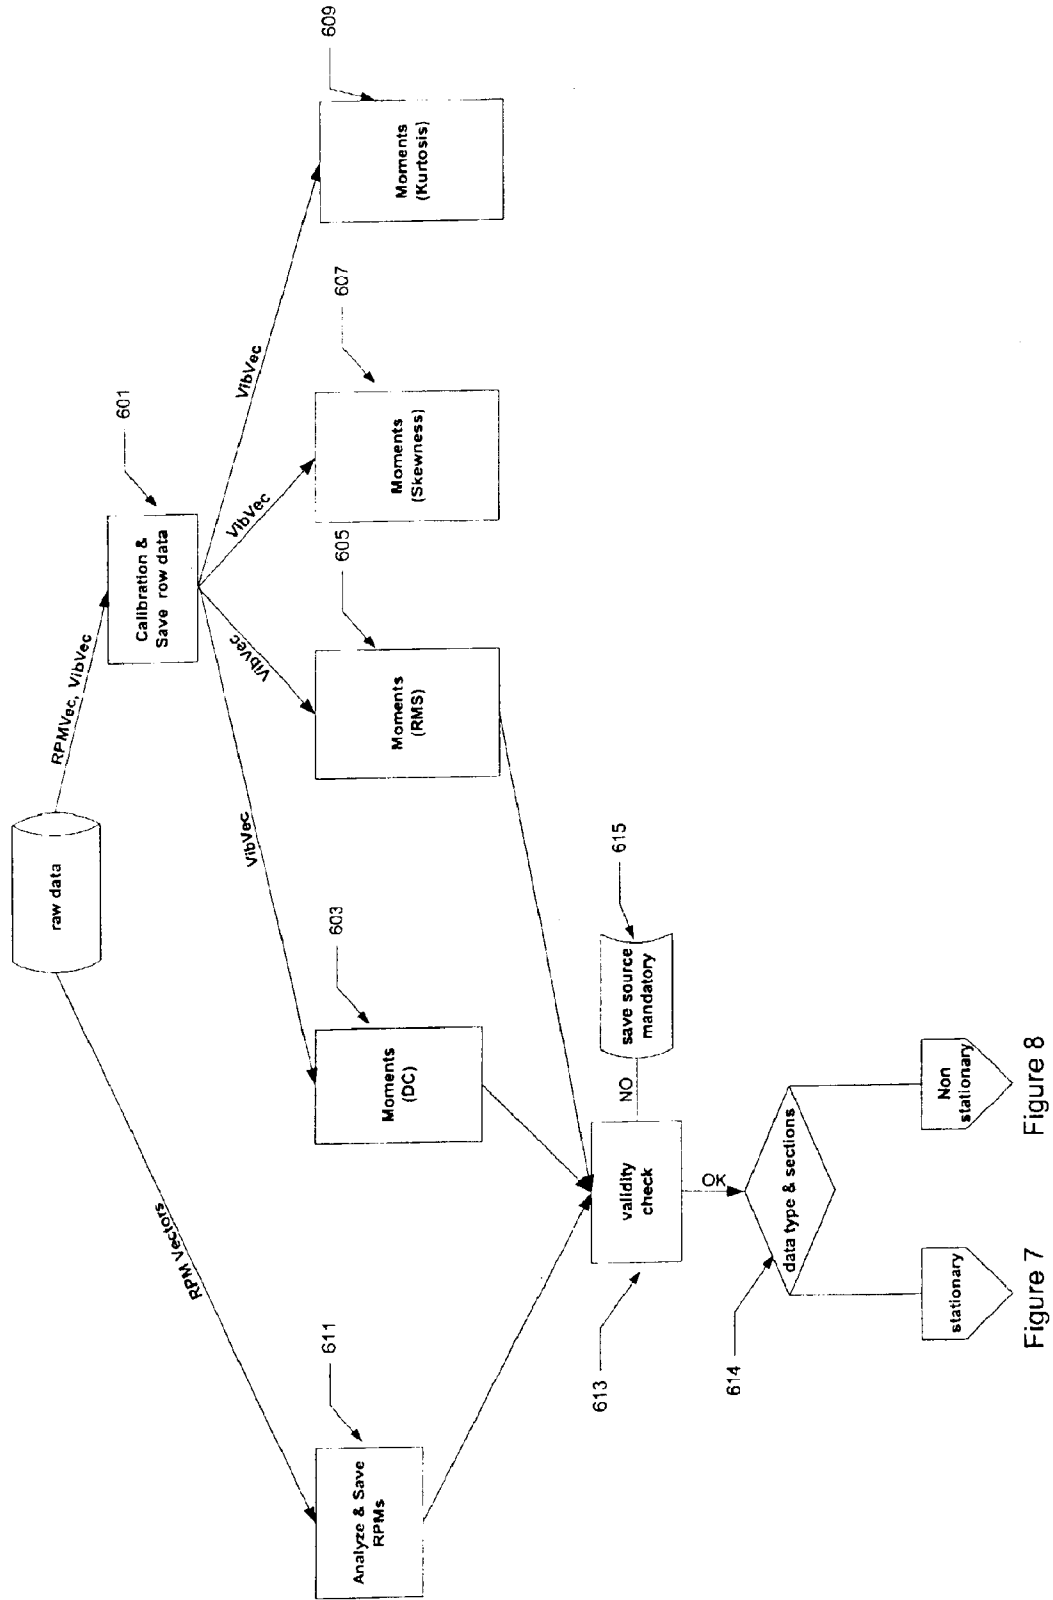 raw data
RPM Vectors
RPMVec, VibVec
601
Calibration &
Save row data
VibVec
VibVec
VibVec
VibVec
611
Analyze & Save
RPMs
603
Moments
(DC)
605
Moments
(RMS)
607
Moments
(Skewness)
609
Moments
(Kurtosis)
613
validity
check
NO
615
save source
mandatory
OK
614
data type & sections
stationary
Non
stationary
Figure 7
Figure 8